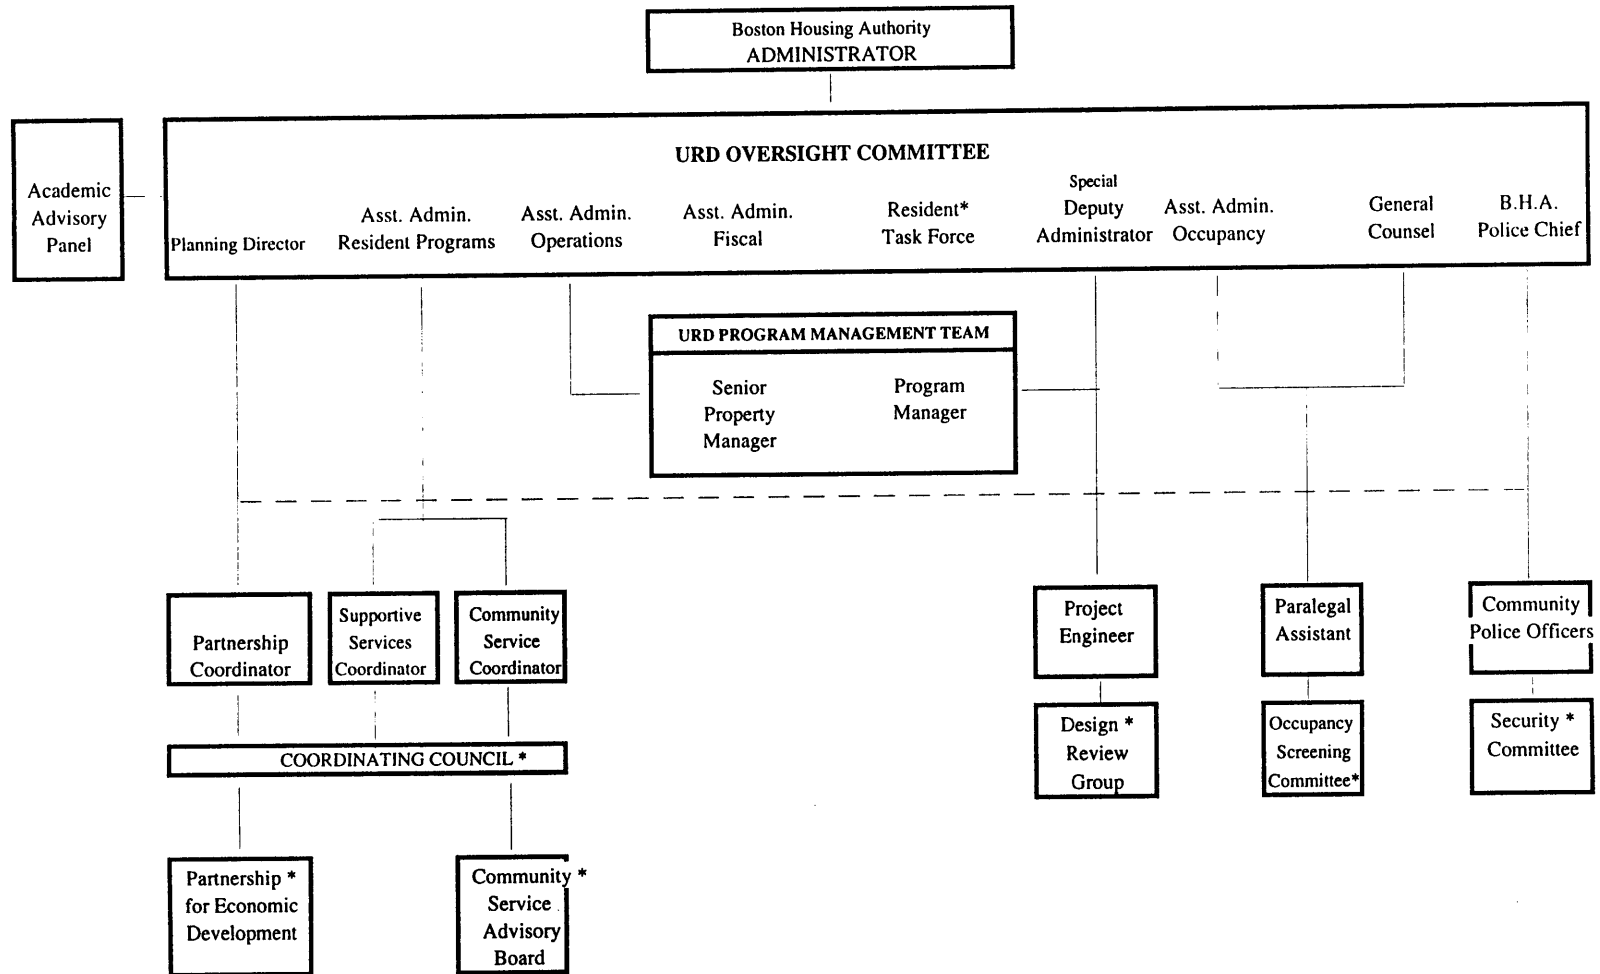 Boston Housing Authority
ADMINISTRATOR
URD OVERSIGHT COMMITTEE
Academic
Advisory
Panel
Planning Director
Asst. Admin.
Resident Programs
Asst. Admin.
Operations
Asst. Admin.
Fiscal
Resident*
Task Force
Special
Deputy
Administrator
Asst. Admin.
Occupancy
General
Counsel
B.H.A.
Police Chief
URD PROGRAM MANAGEMENT TEAM
Senior
Property
Manager
Program
Manager
Partnership
Coordinator
Supportive
Services
Coordinator
Community
Service
Coordinator
Project
Engineer
Paralegal
Assistant
Community
Police Officers
COORDINATING COUNCIL *
Design *
Review
Group
Occupancy
Screening
Committee*
Security *
Committee
Partnership *
for Economic
Development
Community *
Service
Advisory
Board